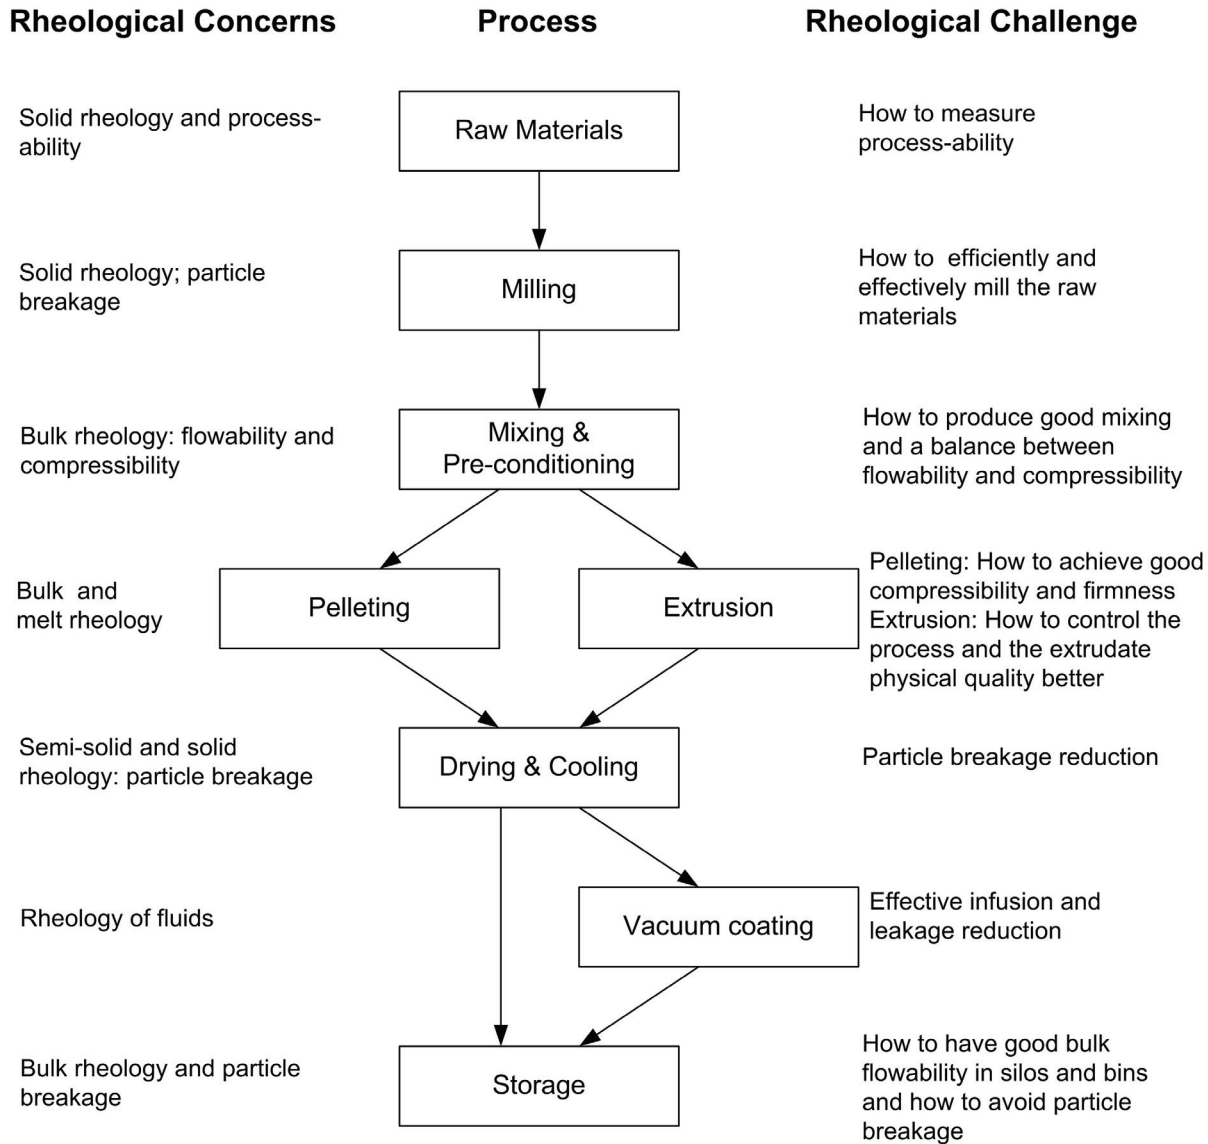 Rheological Concerns
Process
Rheological Challenge
Solid rheology and process-
ability
Raw Materials
How to measure
process-ability
Solid rheology; particle
breakage
Milling
How to  efficiently and
effectively mill the raw
materials
Bulk rheology: flowability and
compressibility
Mixing &
Pre-conditioning
How to produce good mixing
and a balance between
flowability and compressibility
Bulk  and
melt rheology
Pelleting
Extrusion
Pelleting: How to achieve good
compressibility and firmness
Extrusion: How to control the
process and the extrudate
physical quality better
Semi-solid and solid
rheology: particle breakage
Drying & Cooling
Particle breakage reduction
Rheology of fluids
Vacuum coating
Effective infusion and
leakage reduction
Bulk rheology and particle
breakage
Storage
How to have good bulk
flowability in silos and bins
and how to avoid particle
breakage